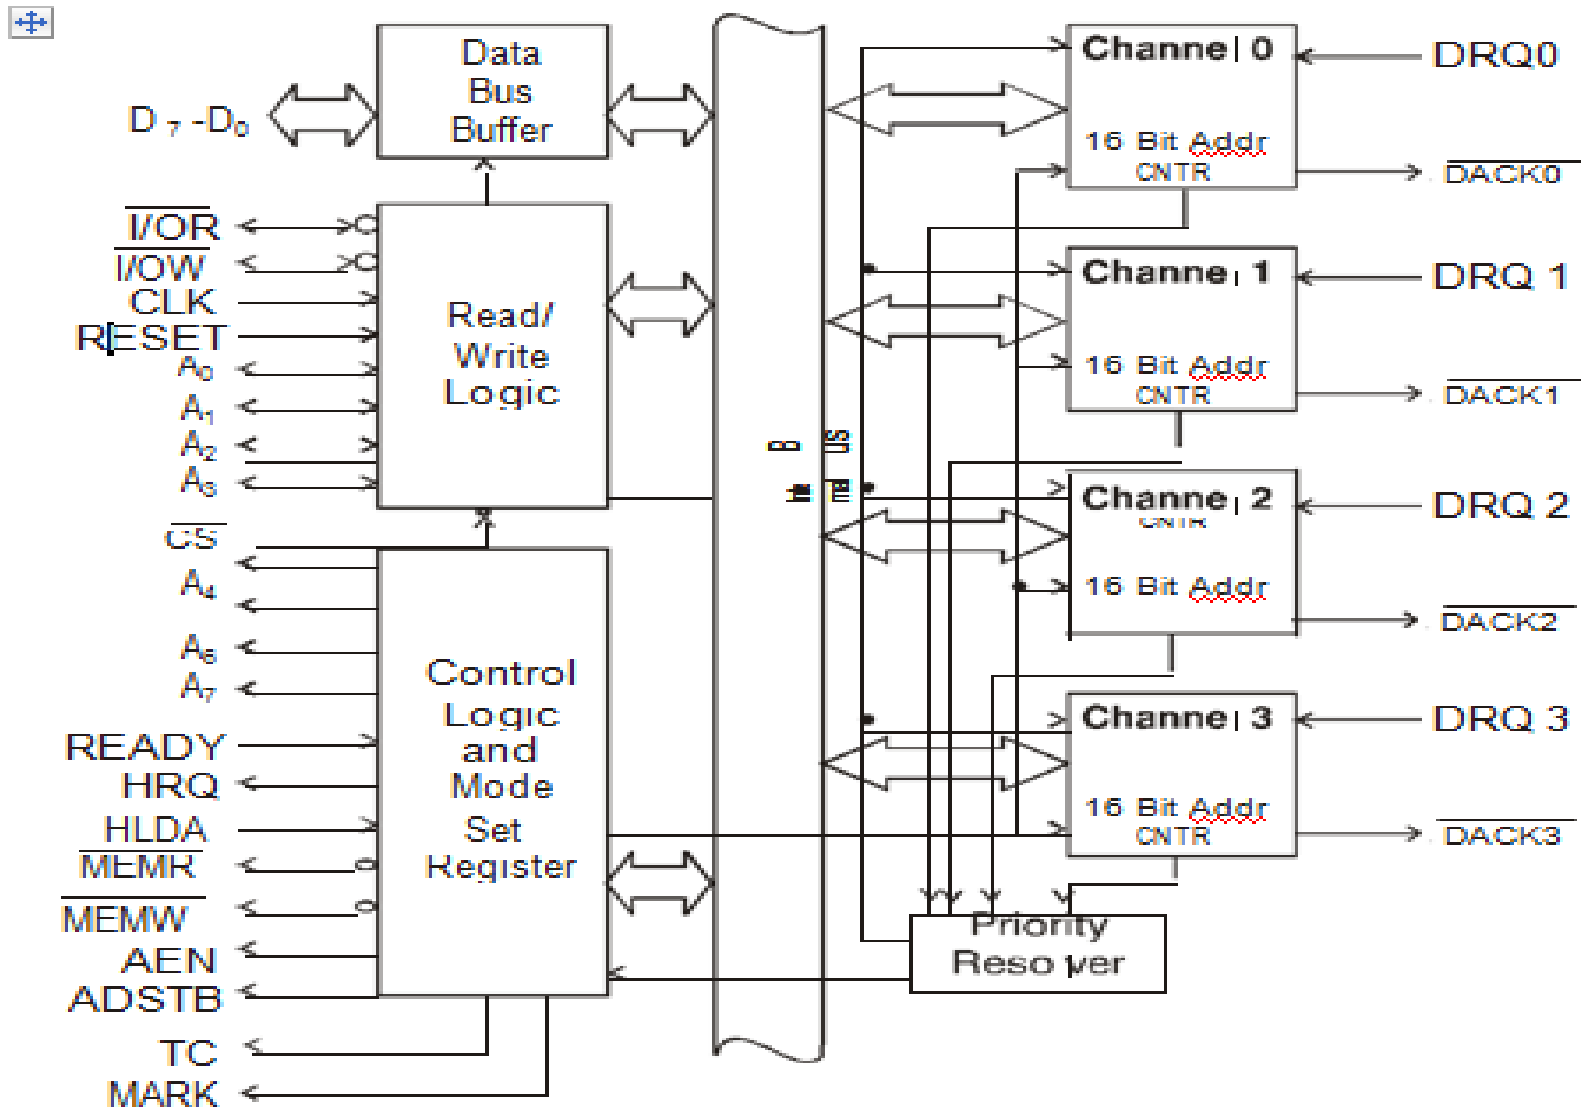 Data
Bus
Buffer
D 7 -D0
I/OR
I/OW
CLK
RESET
A0
A1
A2
A3
CS
Read/
Write
Logic
A4
A6
A7
READY
HRQ
HLDA
MEMR
MEMW
AEN
ADSTB
TC
MARK
Control
Logic
and
Mode
Set
Register
B US
Channel 0
16 Bit Addr
CNTR
DRQ0
DACK0
Channel 1
16 Bit Addr
CNTR
DRQ 1
DACK1
Channel 2
CNTR
16 Bit Addr
DRQ 2
DACK2
Channel 3
16 Bit Addr
CNTR
DRQ 3
DACK3
Priority
Resolver